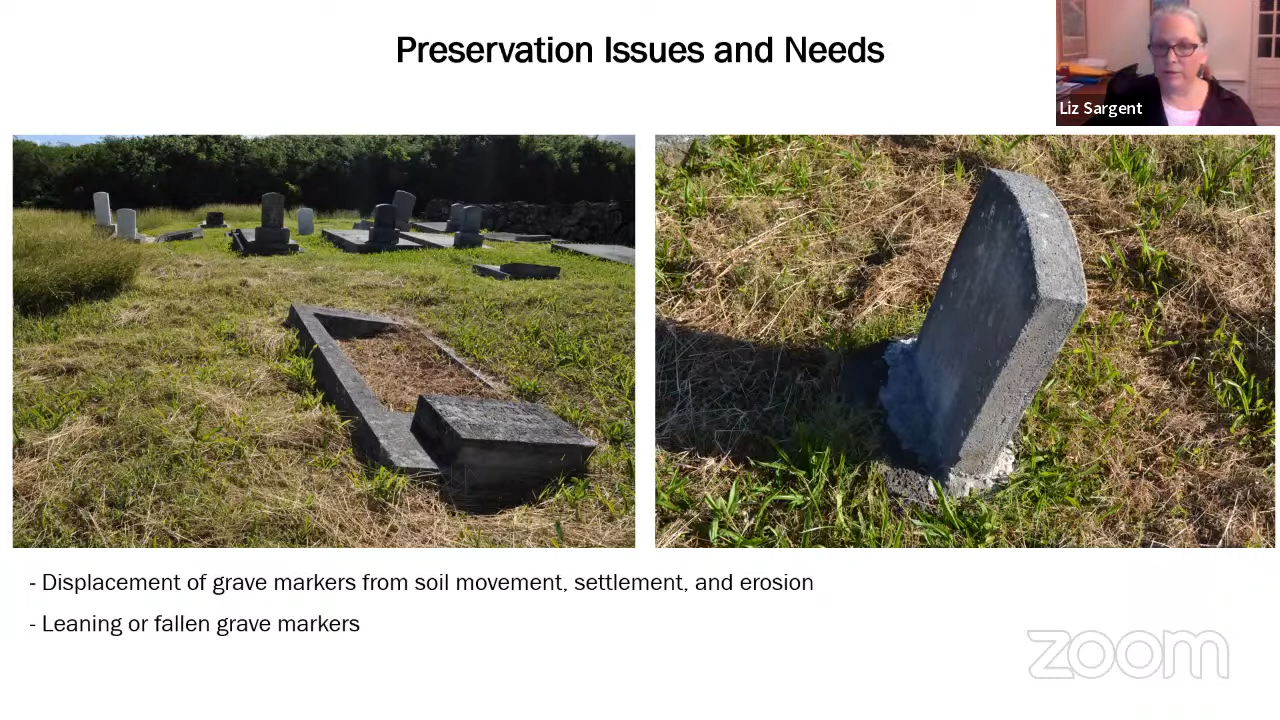 Preservation Issues and Needs
Liz Sargent
- Displacement of grave markers from soil movement, settlement, and erosion
- Leaning or fallen grave markers
zoom